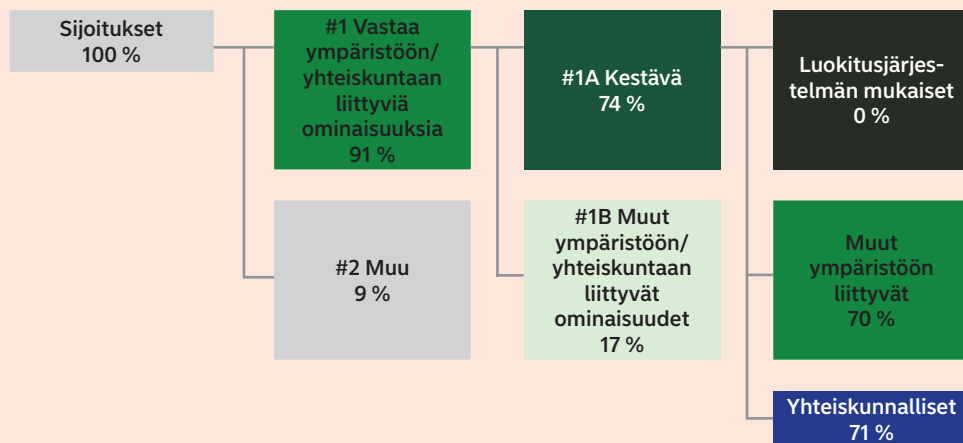 Sijoitukset
100 %
#1 Vastaa
ympäristöön/
yhteiskuntaan
liittyviä
ominaisuuksia
91 %
#2 Muu
9 %
#1A Kestävä
74 %
#1B Muut
ympäristöön/
yhteiskuntaan
liittyvät
ominaisuudet
17 %
Luokitusjärjes-
telmän mukaiset
0 %
Muut
ympäristöön
liittyvät
70 %
Yhteiskunnalliset
71 %